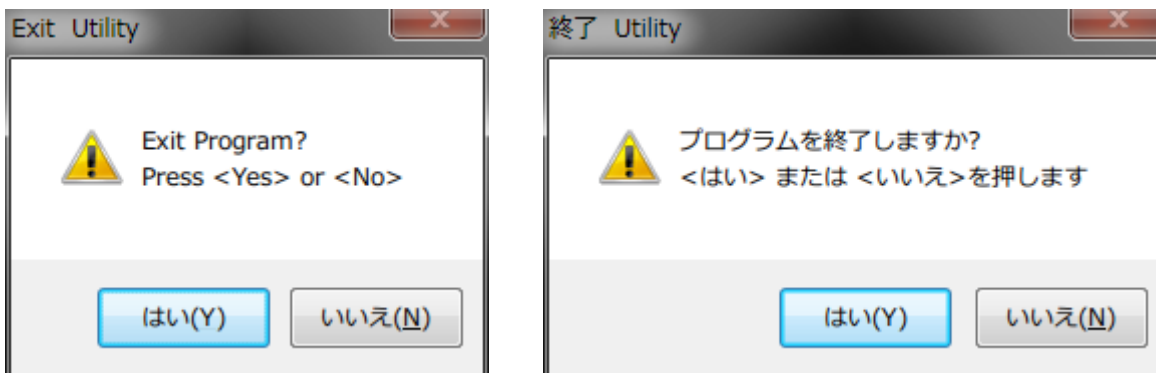 Exit Utility
Exit Program?
Press <Yes> or <No>
はい(Y)
いいえ(N)
終了 Utility
プログラムを終了しますか?
<はい> または <いいえ>を押します
はい(Y)
いいえ(N)